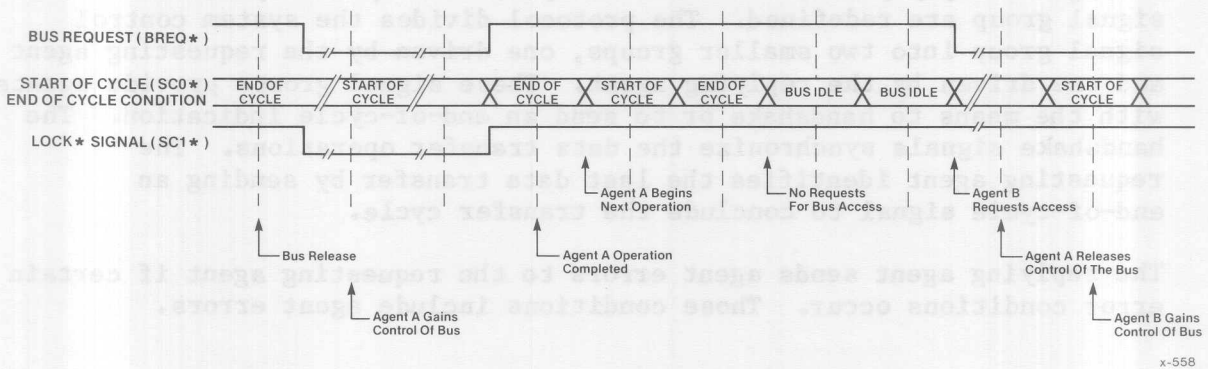 BUS REQUEST (BREQ*)
START OF CYCLE (SC0*)
END OF CYCLE CONDITION
END OF
CYCLE
START OF
CYCLE
END OF
CYCLE
START OF
CYCLE
END OF
CYCLE
BUS IDLE
BUS IDLE
START OF
CYCLE
LOCK* SIGNAL (SC1*)
Agent A Begins
Next Operation
No Requests
For Bus Access
Agent B
Requests Access
Bus Release
Agent A Operation
Completed
Agent A Releases
Control Of The Bus
Agent A Gains
Control Of Bus
Agent B Gains
Control Of Bus
x-558